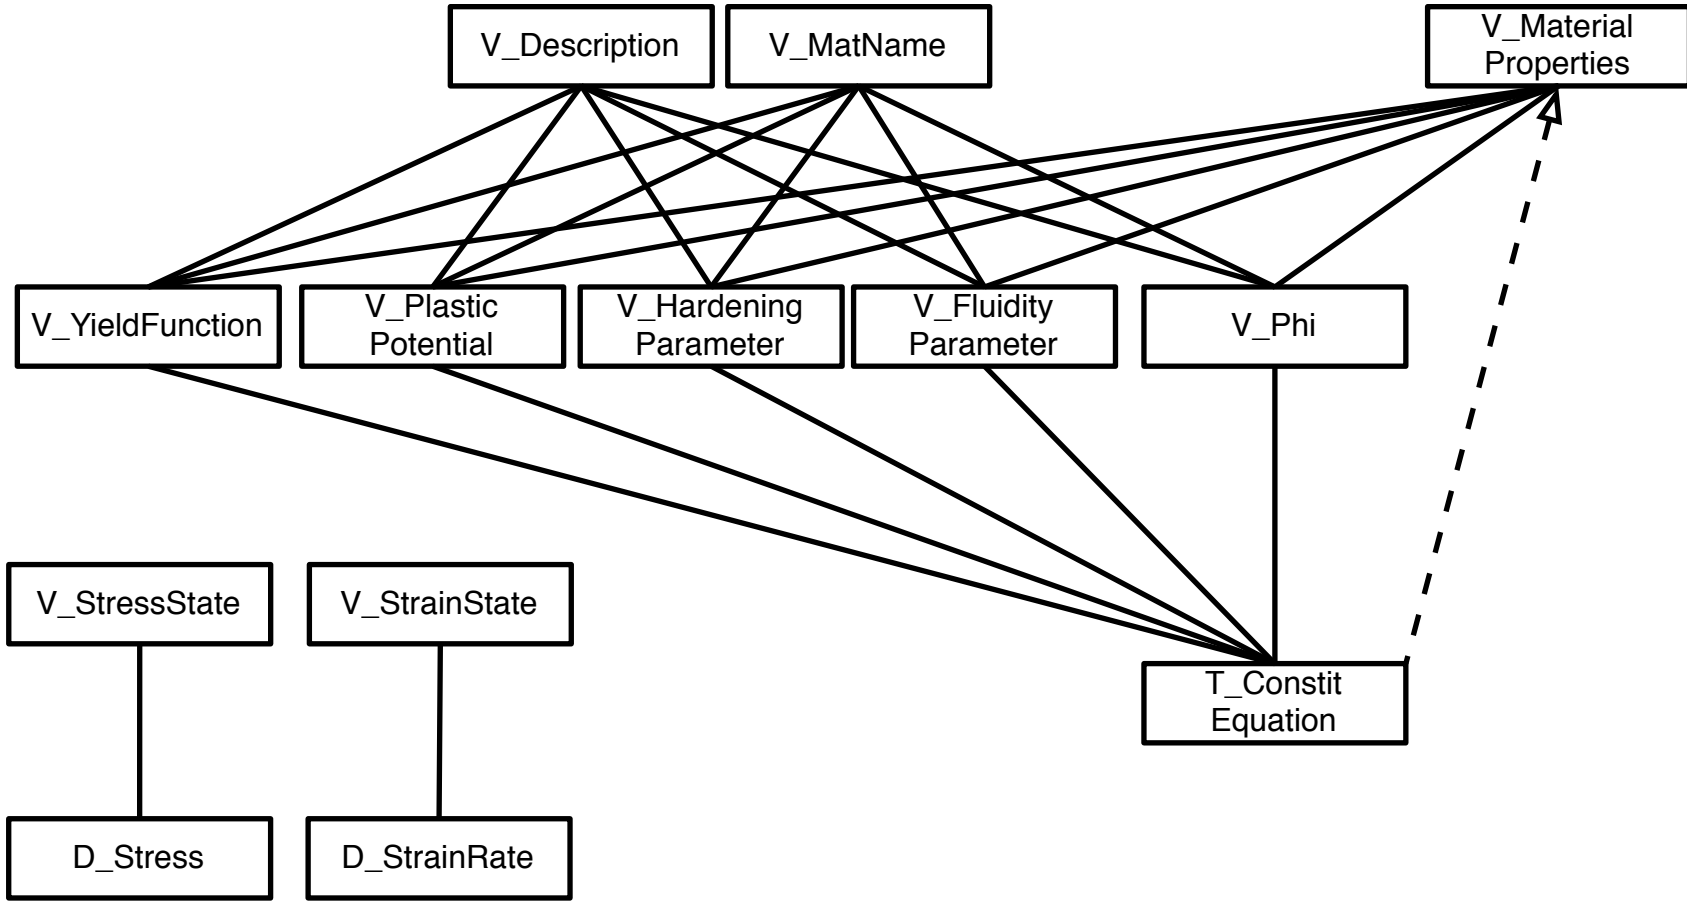 V_Description
V_MatName
V_Material
Properties
V_YieldFunction
V_Plastic
Potential
V_Hardening
Parameter
V_Fluidity
Parameter
V_Phi
V_StressState
V_StrainState
T_Constit
Equation
D_Stress
D_StrainRate